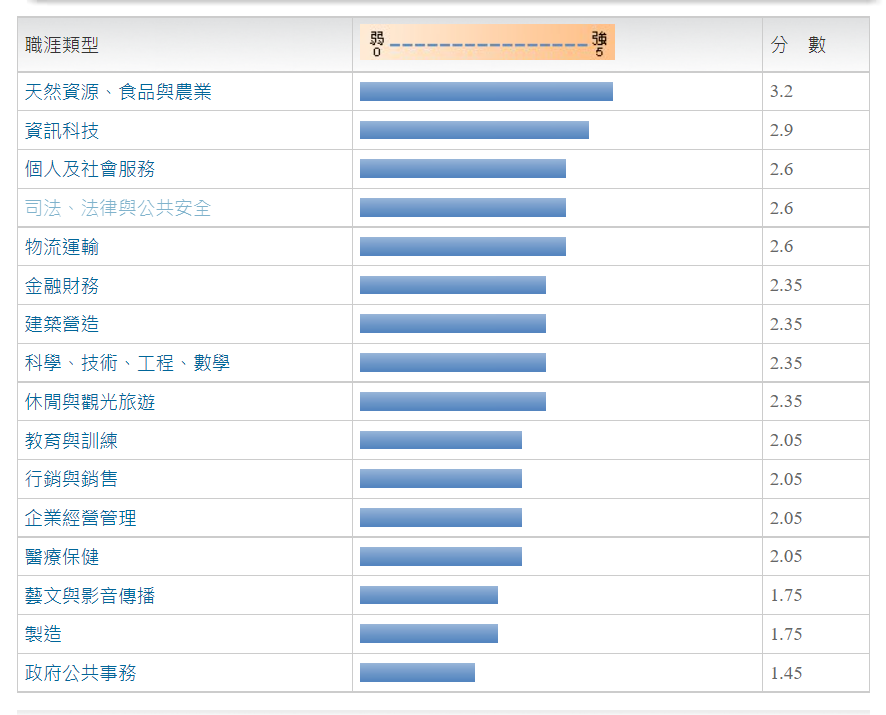 職涯類型 弱 強 分 數
0 5
天然資源、食品與農業 3.2
資訊科技 2.9
個人及社會服務 2.6
司法、法律與公共安全 2.6
物流運輸 2.6
金融財務 2.35
建築營造 2.35
科學、技術、工程、數學 2.35
休閒與觀光旅遊 2.35
教育與訓練 2.05
行銷與銷售 2.05
企業經營管理 2.05
醫療保健 2.05
藝文與影音傳播 1.75
製造 1.75
政府公共事務 1.45